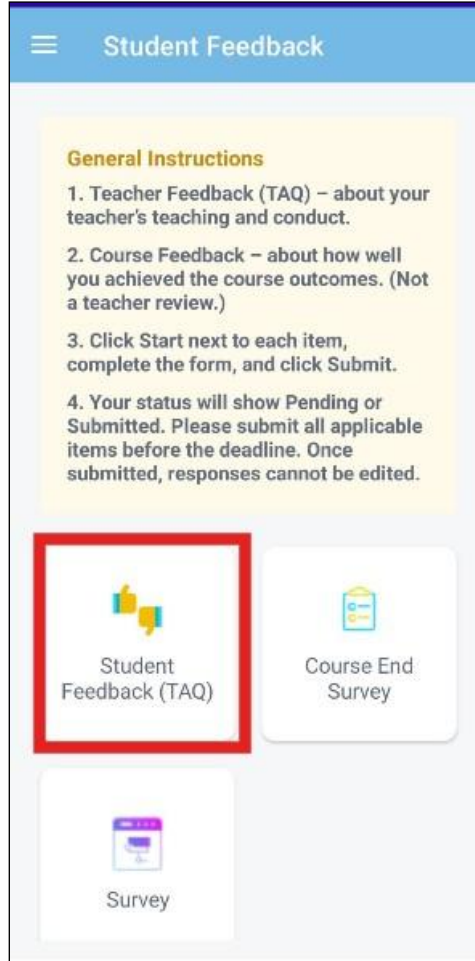 Student Feedback
General Instructions
1. Teacher Feedback (TAQ) – about your
teacher's teaching and conduct.
2. Course Feedback – about how well
you achieved the course outcomes. (Not
a teacher review.)
3. Click Start next to each item,
complete the form, and click Submit.
4. Your status will show Pending or
Submitted. Please submit all applicable
items before the deadline. Once
submitted, responses cannot be edited.
Student
Feedback (TAQ)
Course End
Survey
Survey